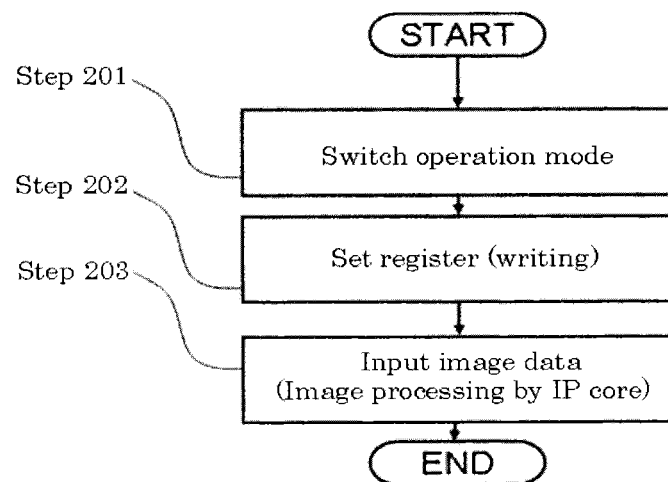 START
Step 201
Switch operation mode
Step 202
Set register (writing)
Step 203
Input image data
(Image processing by IP core)
END